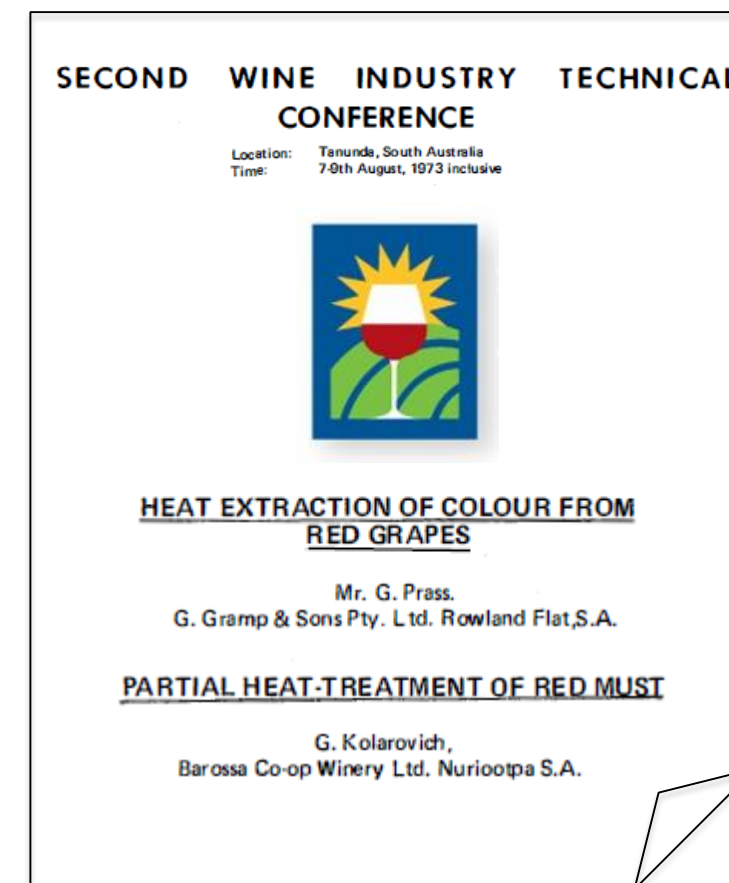 SECOND WINE INDUSTRY TECHNICAL
CONFERENCE
Location: Tanunda, South Australia
Time: 7-9th August, 1973 inclusive
HEAT EXTRACTION OF COLOUR FROM
RED GRAPES
Mr. G. Prass.
G. Gramp & Sons Pty. Ltd. Rowland Flat,S.A.
PARTIAL HEAT-TREATMENT OF RED MUST
G. Kolarovich,
Barossa Co-op Winery Ltd. Nuriootpa S.A.